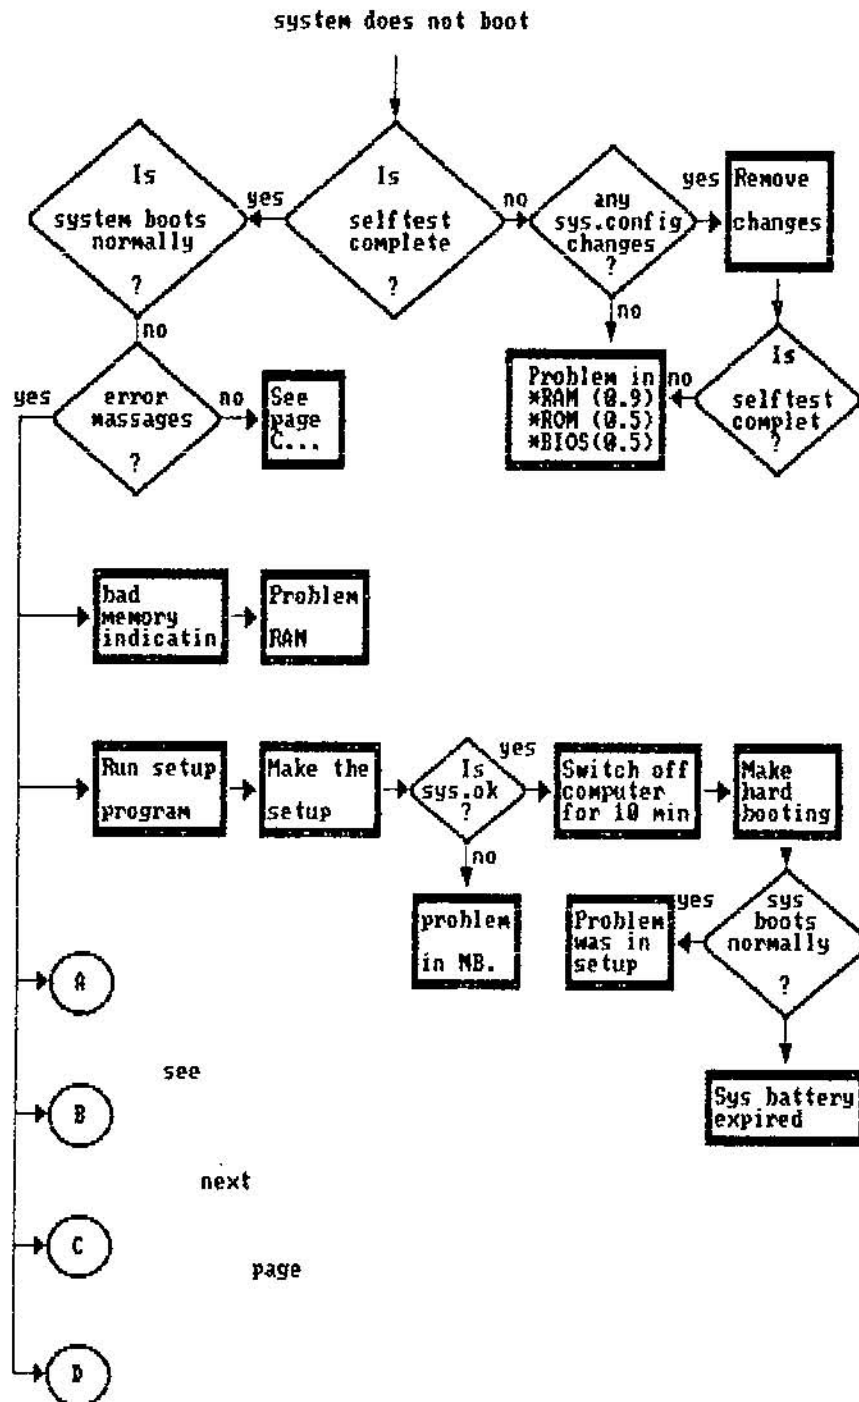 system does not boot
Is
system boots
normally
?
yes
Is
selftest
complete
?
no
any
sys.config
changes
?
yes
Remove
changes
no
no
Is
selftest
complet
?
no
Problem in
*RAM (0.9)
*ROM (0.5)
*BIOS(0.5)
yes
error
massages
?
no
See
page
C...
bad
memory
indicatin
Problem
RAM
Run setup
program
Make the
setup
Is
sys.ok
?
yes
Switch off
computer
for 10 min
Make
hard
booting
no
problem
in MB.
sys
boots
normally
?
yes
Problem
was in
setup
Sys battery
expired
A
see
B
next
C
page
D